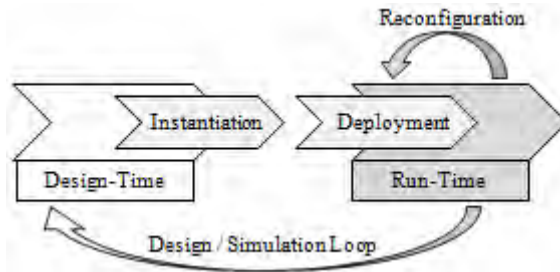 Reconfiguration
Instantiation
Deployment
Design-Time
Run-Time
Design / Simulation Loop